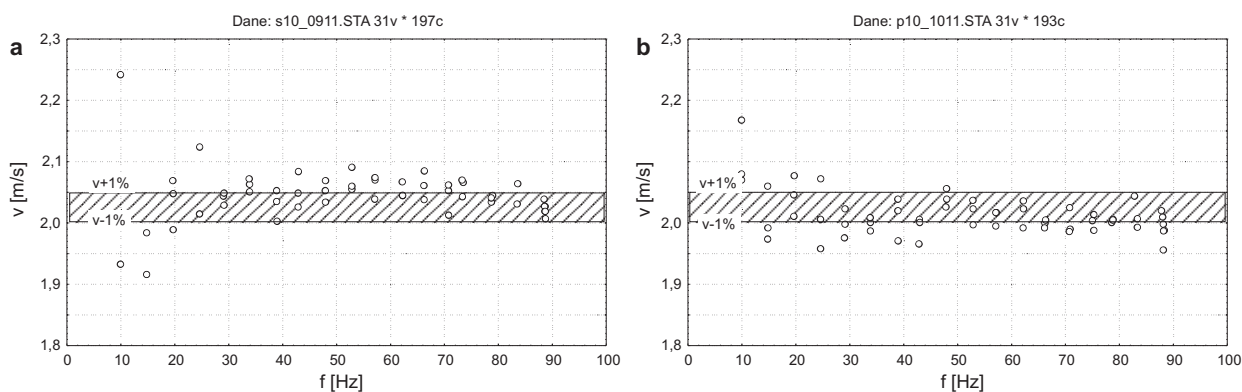 Dane: s10_0911.STA 31v * 197c
a
2,3
2,2
2,1
2,0
1,9
1,8
v [m/s]
v+1%
v-1%
0 10 20 30 40 50 60 70 80 90 100
f [Hz]
Dane: p10_1011.STA 31v * 193c
b
2,3
2,2
2,1
2,0
1,9
1,8
v [m/s]
v+1%
v-1%
0 10 20 30 40 50 60 70 80 90 100
f [Hz]